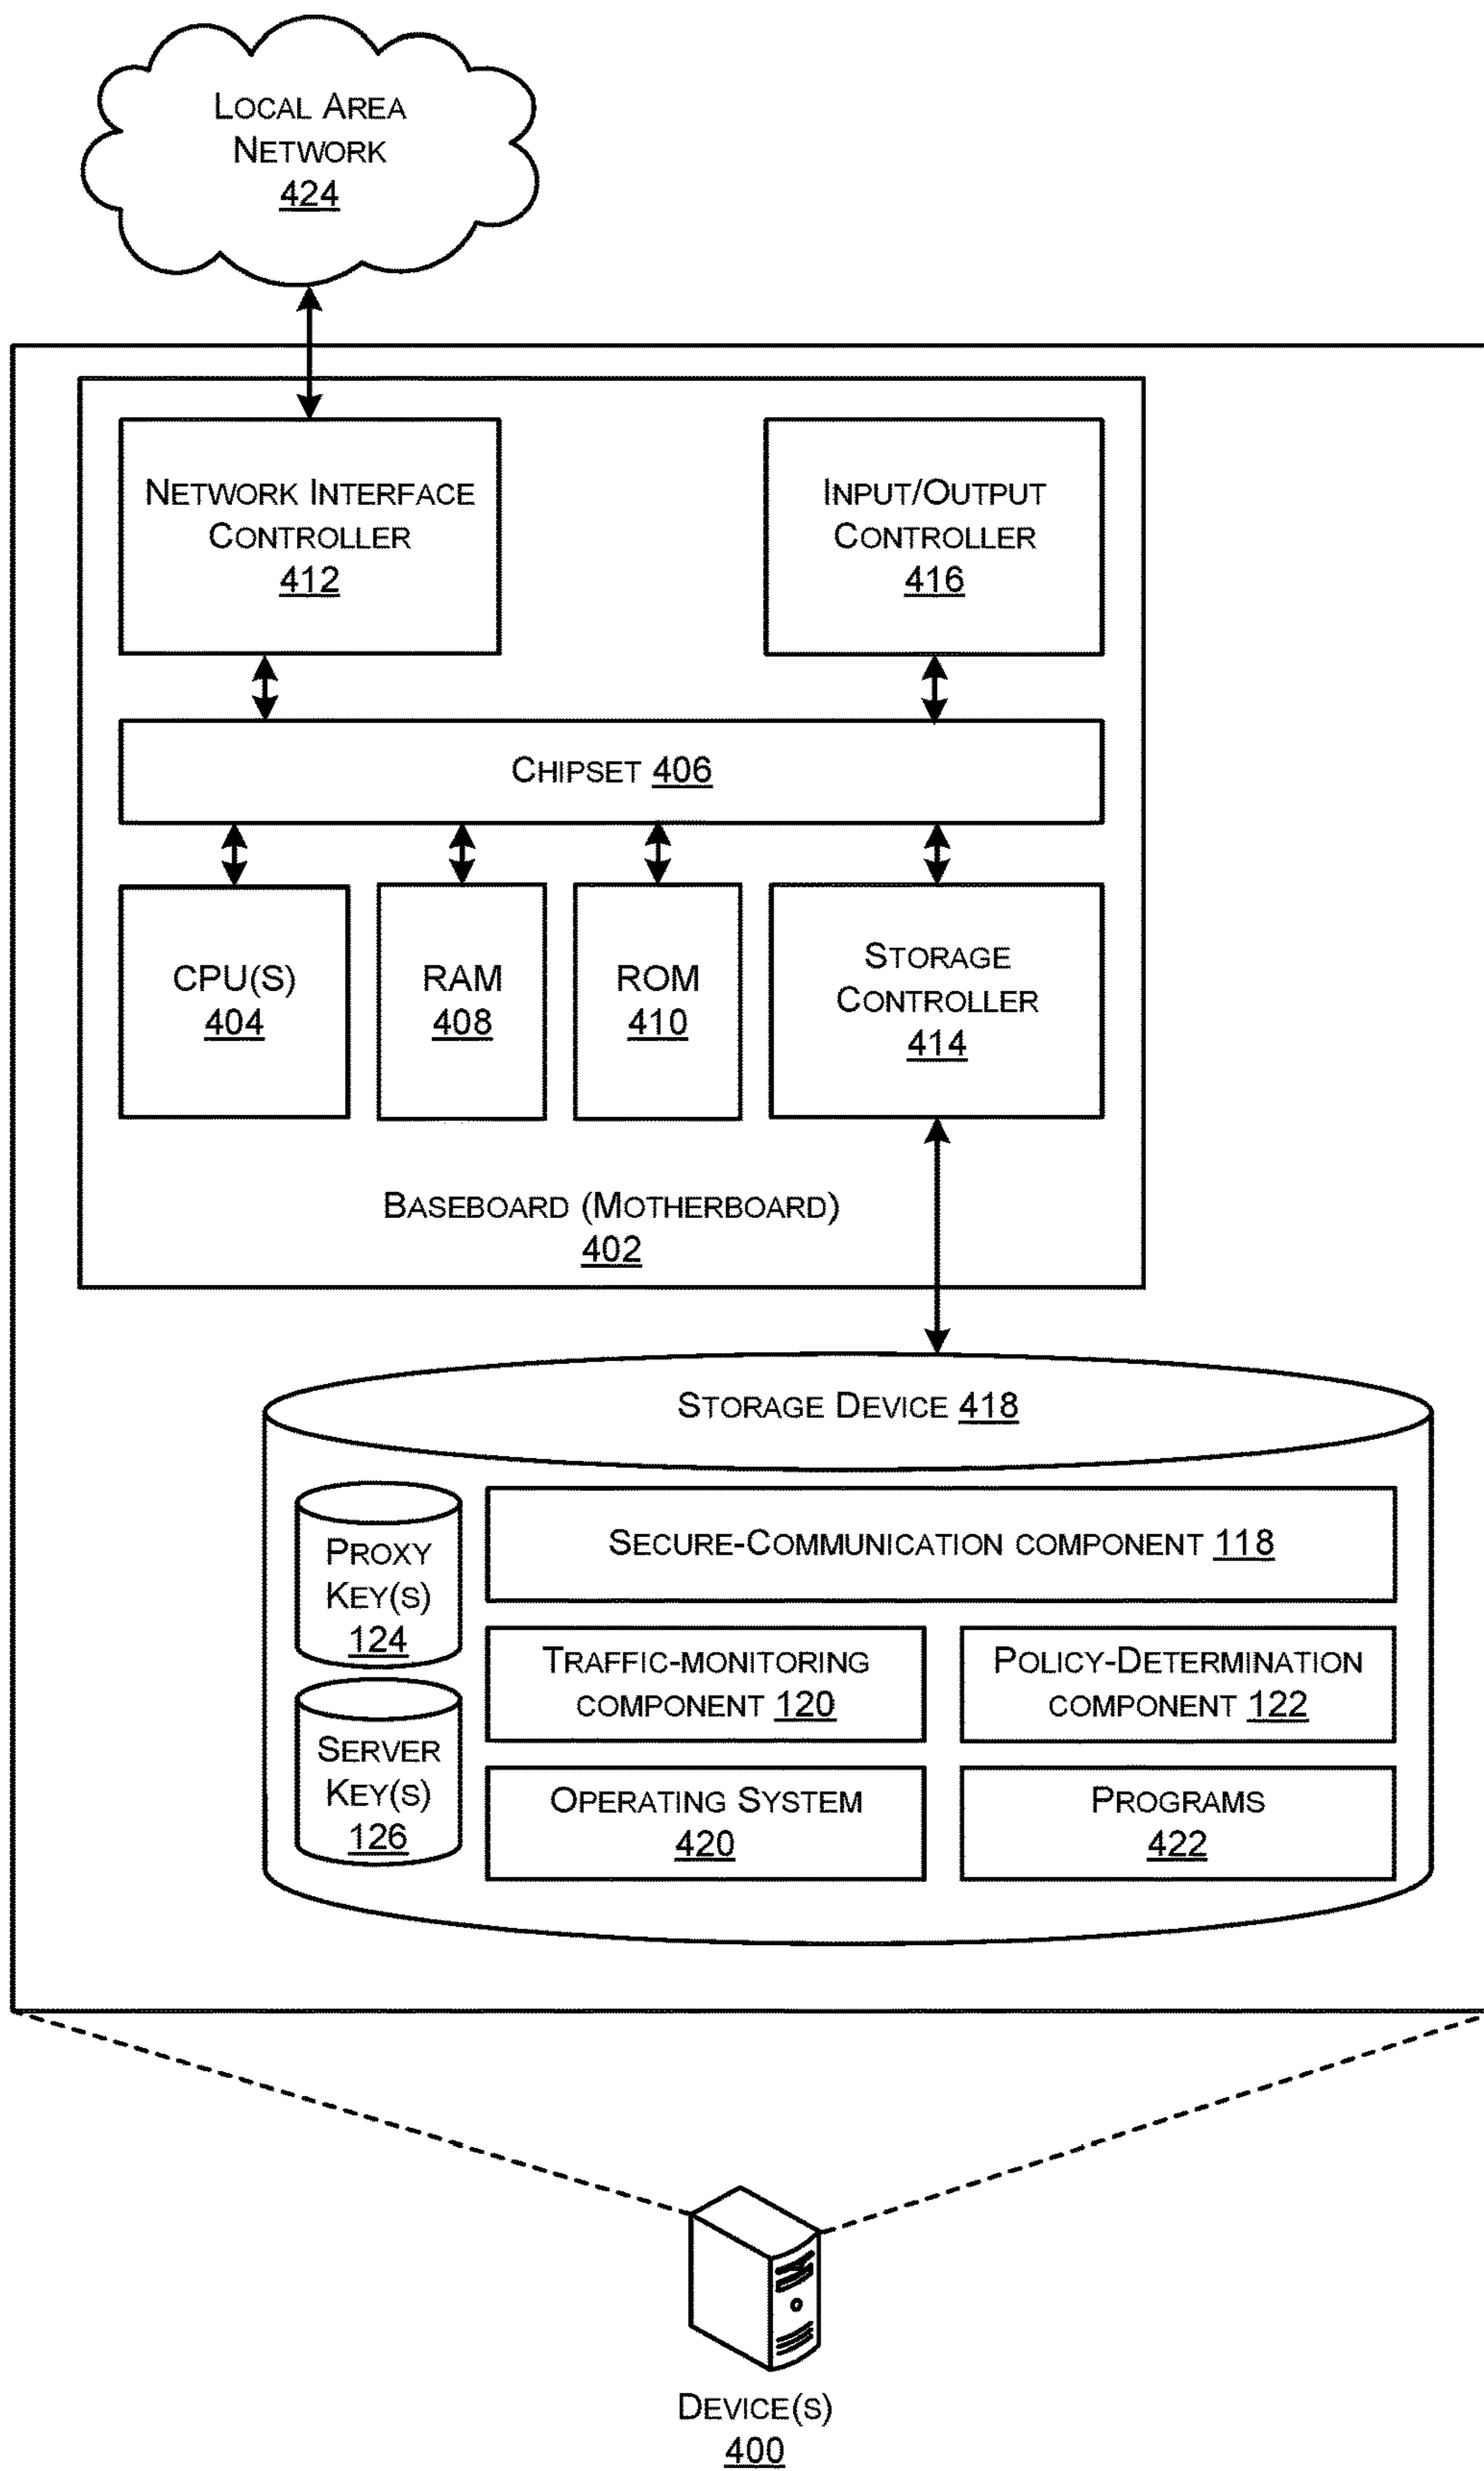 LOCAL AREA
NETWORK
424
NETWORK INTERFACE
CONTROLLER
412
INPUT/OUTPUT
CONTROLLER
416
CHIPSET 406
CPU(S)
404
RAM
408
ROM
410
STORAGE
CONTROLLER
414
BASEBOARD (MOTHERBOARD)
402
STORAGE DEVICE 418
PROXY
KEY(S)
124
SECURE-COMMUNICATION COMPONENT 118
TRAFFIC-MONITORING
COMPONENT 120
POLICY-DETERMINATION
COMPONENT 122
SERVER
KEY(S)
126
OPERATING SYSTEM
420
PROGRAMS
422
DEVICE(S)
400